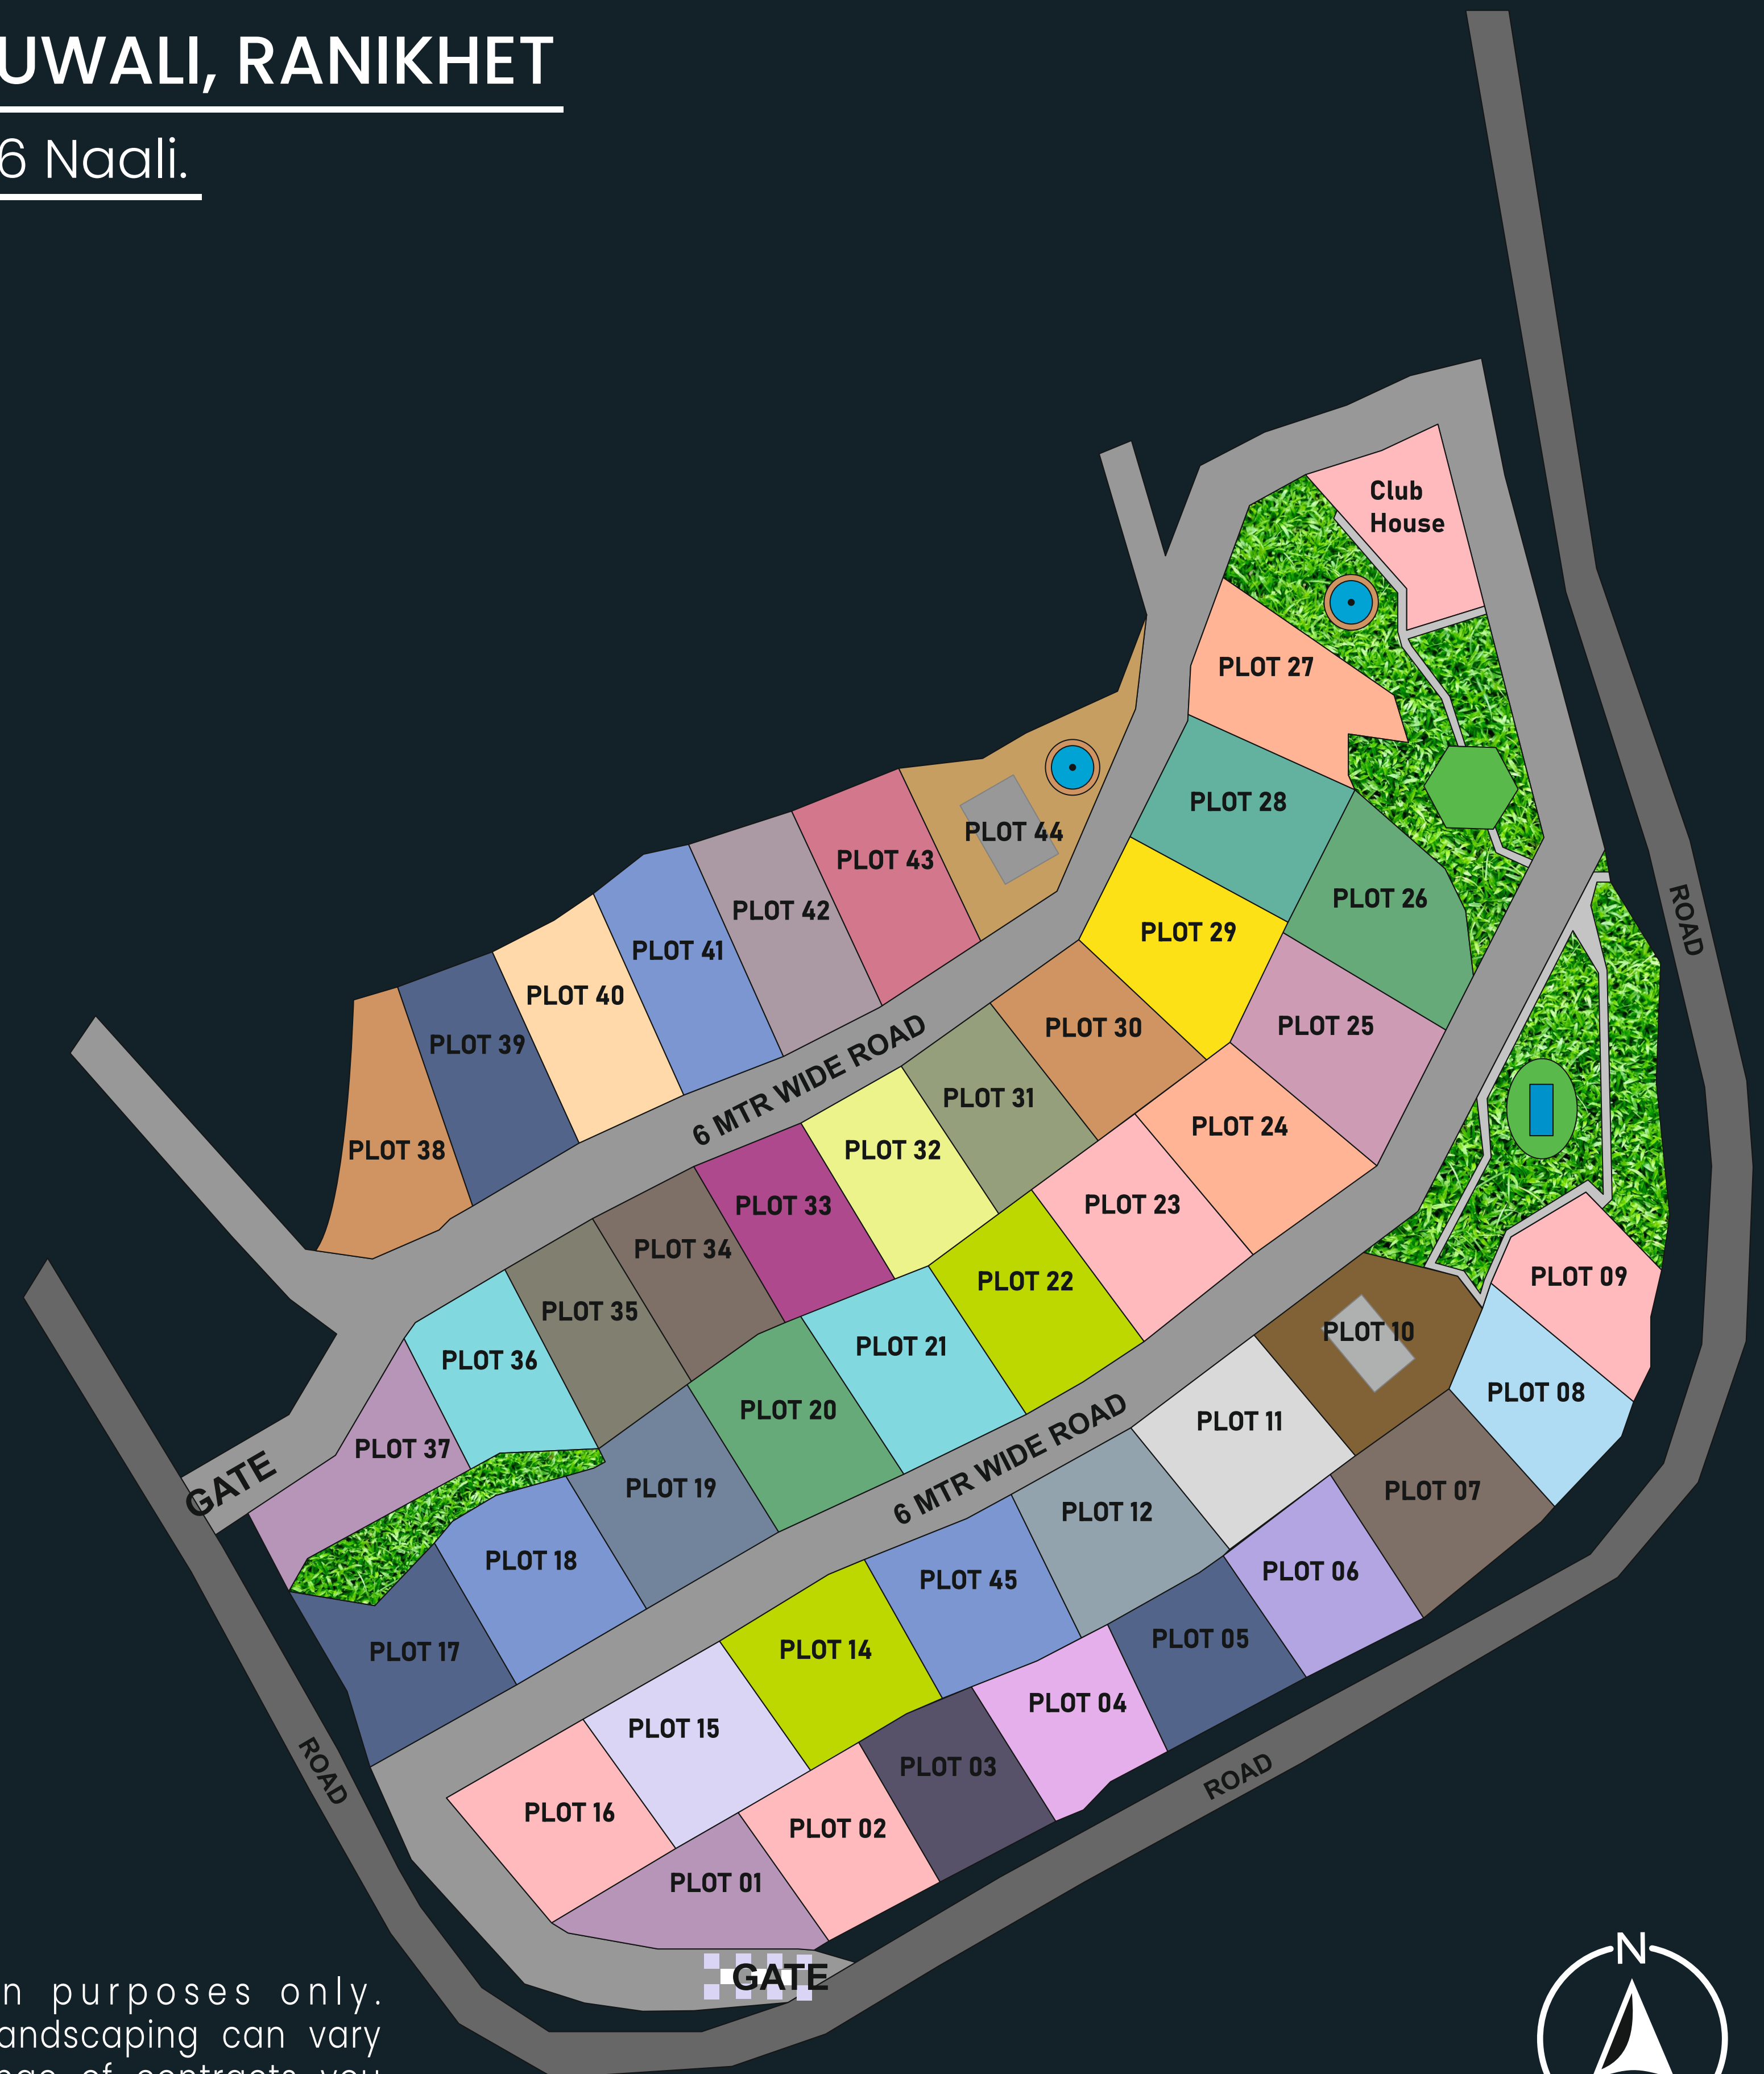 UWALI, RANIKHET
6 Naali.
Club
House
PLOT 27
PLOT 28
PLOT 44
PLOT 43
PLOT 26
PLOT 42
ROAD
PLOT 29
PLOT 41
PLOT 40
PLOT 25
PLOT 30
PLOT 39
6 MTR WIDE ROAD
PLOT 31
PLOT 24
PLOT 38
PLOT 32
PLOT 23
PLOT 33
PLOT 34
PLOT 09
PLOT 22
PLOT 35
PLOT 10
PLOT 21
PLOT 36
PLOT 08
PLOT 20
PLOT 11
PLOT 37
6 MTR WIDE ROAD
GATE
PLOT 19
PLOT 07
PLOT 12
PLOT 18
PLOT 06
PLOT 45
PLOT 05
PLOT 14
PLOT 17
PLOT 04
PLOT 15
PLOT 03
ROAD
ROAD
PLOT 16
PLOT 02
PLOT 01
GATE
N
n purposes only.
andscaping can vary